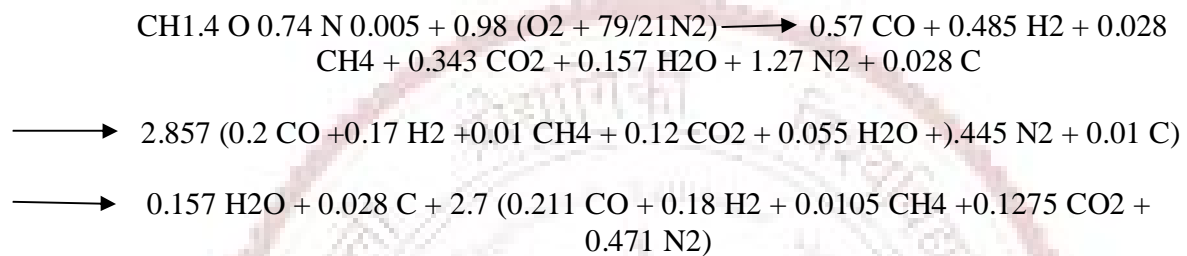 CH1.4 O 0.74 N 0.005 + 0.98 (O2 + 79/21N2) → 0.57 CO + 0.485 H2 + 0.028
CH4 + 0.343 CO2 + 0.157 H2O + 1.27 N2 + 0.028 C
→ 2.857 (0.2 CO +0.17 H2 +0.01 CH4 + 0.12 CO2 + 0.055 H2O +).445 N2 + 0.01 C)
→ 0.157 H2O + 0.028 C + 2.7 (0.211 CO + 0.18 H2 + 0.0105 CH4 +0.1275 CO2 +
0.471 N2)